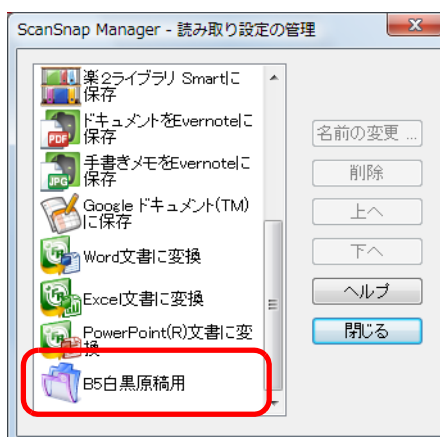 ScanSnap Manager - 読み取り設定の管理
楽2ライブラリ Smartに
保存
ドキュメントをEvernoteに
保存
PDF
手書きメモをEvernoteに
保存
JPG
Google ドキュメント(TM)
に保存
Word文書に変換
Excel文書に変換
PowerPoint(R)文書に変
換
B5白黒原稿用
名前の変更 ...
削除
上へ
下へ
ヘルプ
閉じる